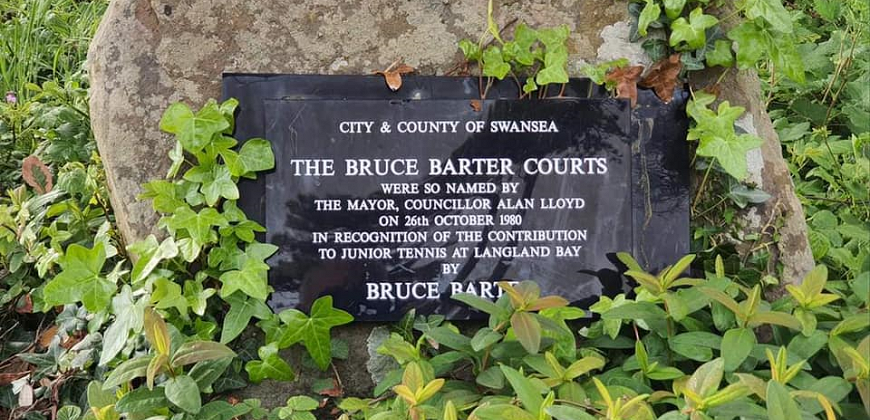 CITY & COUNTY OF SWANSEA
THE BRUCE BARTER COURTS
WERE SO NAMED BY
THE MAYOR, COUNCILLOR ALAN LLOYD
ON 26th OCTOBER 1980
IN RECOGNITION OF THE CONTRIBUTION
TO JUNIOR TENNIS AT LANGLAND BAY
BY
BRUCE BARTE